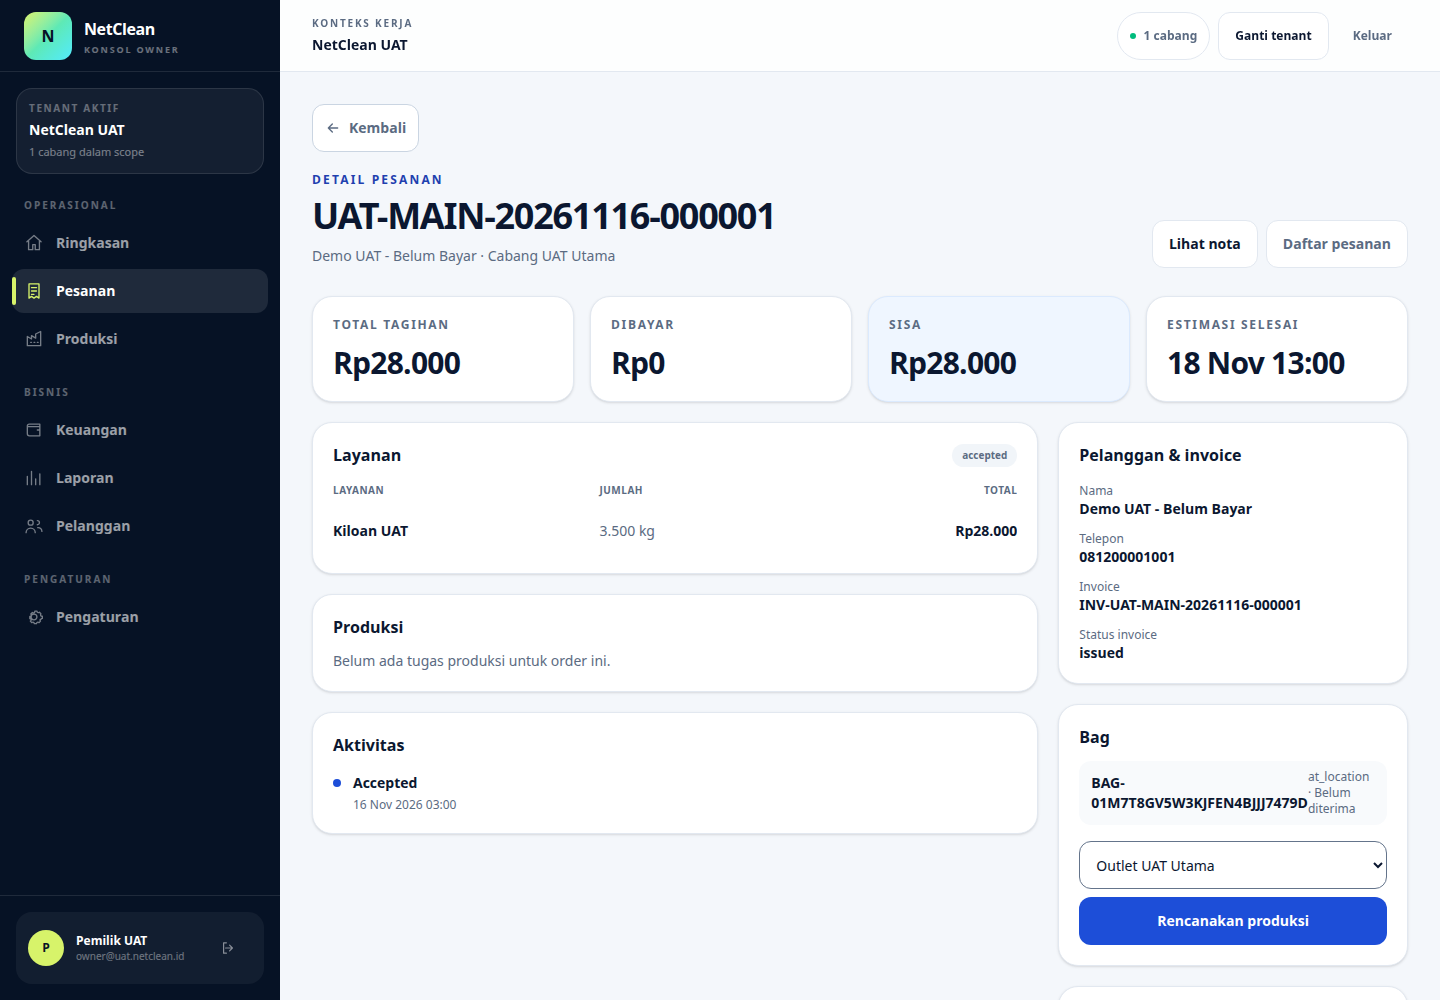 N
NetClean
KONSOL OWNER
TENANT AKTIF
NetClean UAT
1 cabang dalam scope
OPERASIONAL
Ringkasan
Pesanan
Produksi
BISNIS
Keuangan
Laporan
Pelanggan
PENGATURAN
Pengaturan
P
Pemilik UAT
owner@uat.netclean.id
KONTEKS KERJA
NetClean UAT
1 cabang
Ganti tenant
Keluar
Kembali
DETAIL PESANAN
UAT-MAIN-20261116-000001
Demo UAT - Belum Bayar · Cabang UAT Utama
Lihat nota
Daftar pesanan
TOTAL TAGIHAN
Rp28.000
DIBAYAR
Rp0
SISA
Rp28.000
ESTIMASI SELESAI
18 Nov 13:00
Layanan
accepted
LAYANAN JUMLAH TOTAL
Kiloan UAT 3.500 kg Rp28.000
Produksi
Belum ada tugas produksi untuk order ini.
Aktivitas
Accepted
16 Nov 2026 03:00
Pelanggan & invoice
Nama
Demo UAT - Belum Bayar
Telepon
081200001001
Invoice
INV-UAT-MAIN-20261116-000001
Status invoice
issued
Bag
BAG-
01M7T8GV5W3KJFEN4BJJJ7479D
at_location
· Belum
diterima
Outlet UAT Utama
Rencanakan produksi